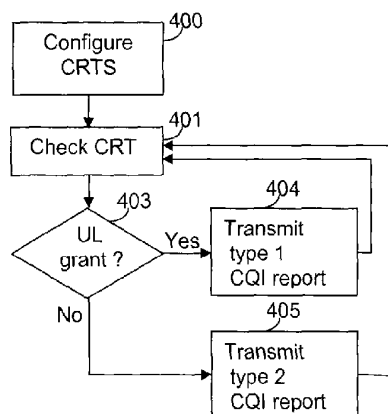 400
Configure
CRTS
401
Check CRT
403
UL
grant ?
Yes
No
404
Transmit
type 1
CQI report
405
Transmit
type 2
CQI report